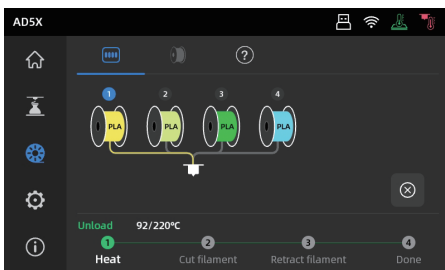 AD5X
?
1 2 3 4
PLA PLA PLA PLA
Unload 92/220°C
1 2 3 4
Heat Cut filament Retract filament Done